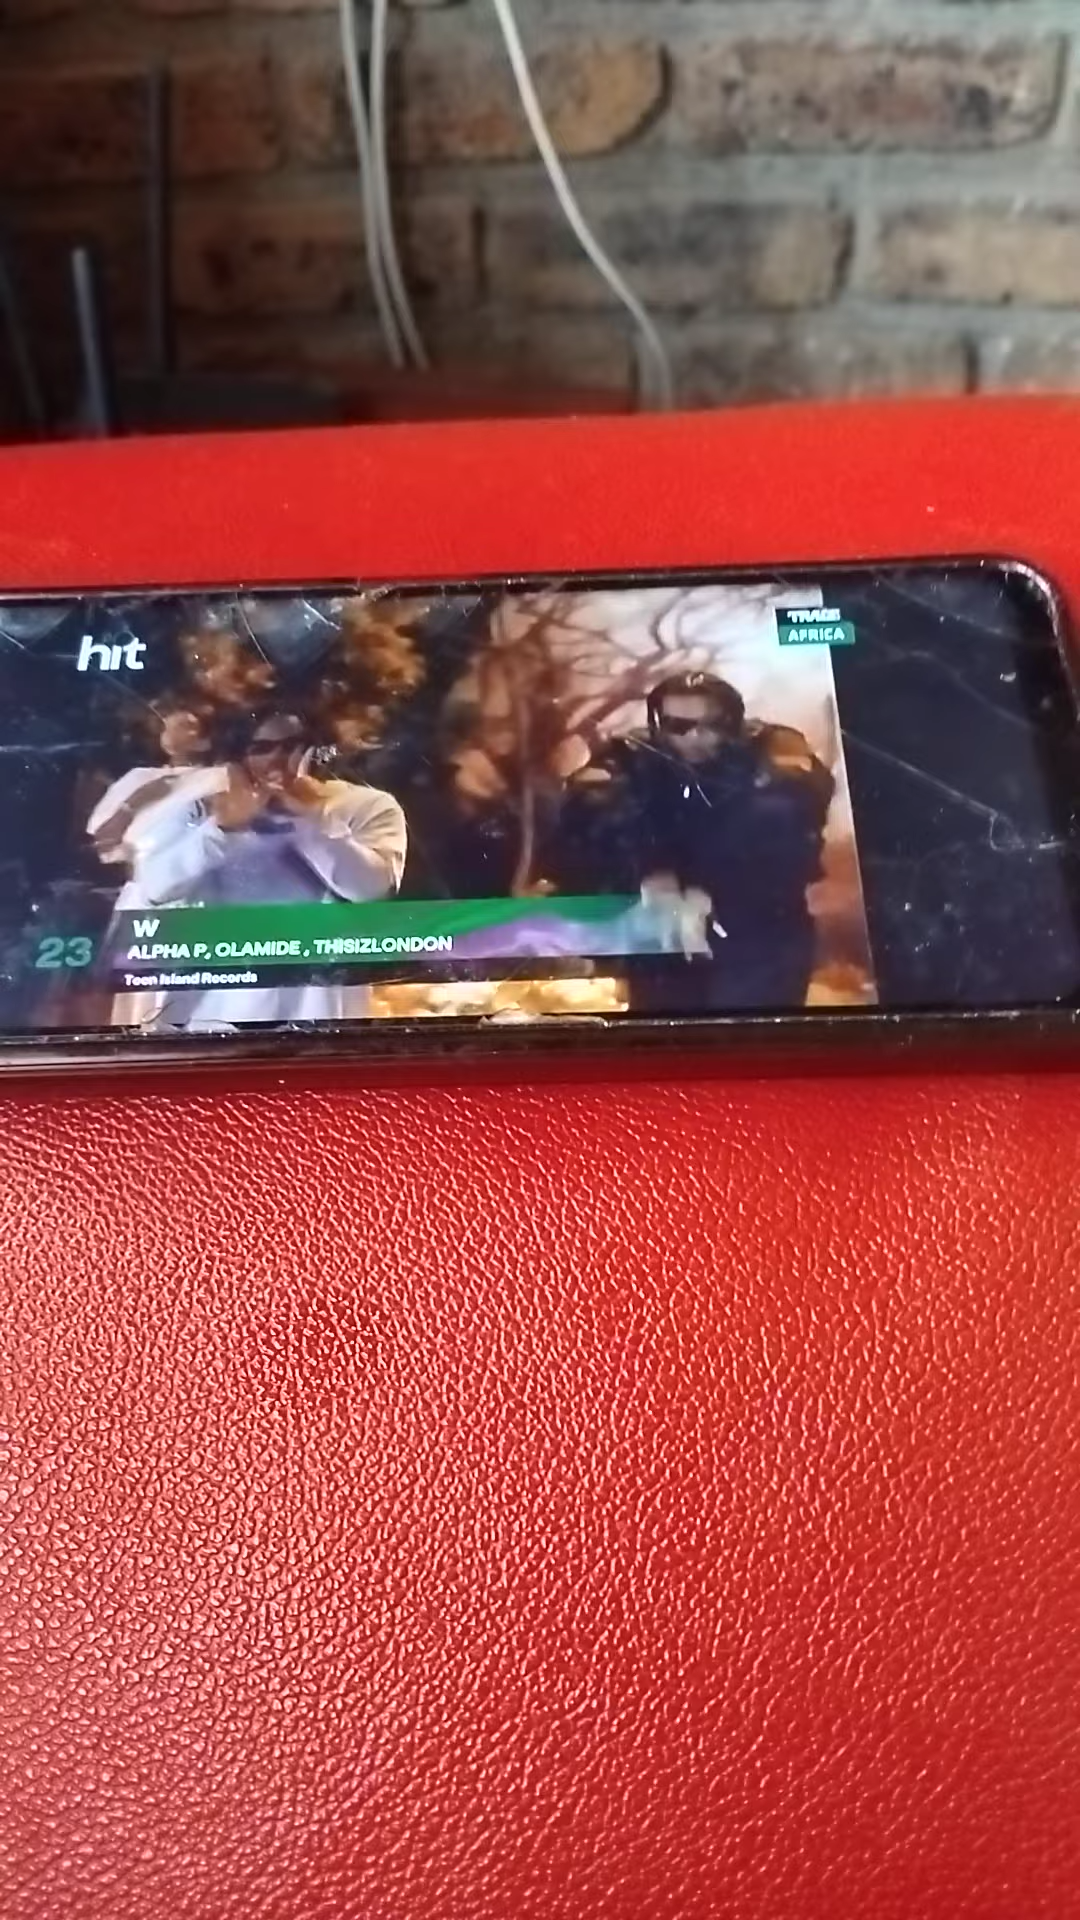 hit
TRACE
AFRICA
W
23
ALPHA P, OLAMIDE, THISIZLONDON
Teen Island Records